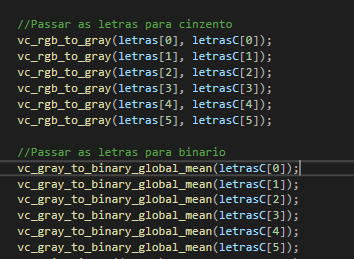 //Passar as letras para cinzento
vc_rgb_to_gray(letras[0], letrasC[0]);
vc_rgb_to_gray(letras[1], letrasC[1]);
vc_rgb_to_gray(letras[2], letrasC[2]);
vc_rgb_to_gray(letras[3], letrasC[3]);
vc_rgb_to_gray(letras[4], letrasC[4]);
vc_rgb_to_gray(letras[5], letrasC[5]);
//Passar as letras para binario
vc_gray_to_binary_global_mean(letrasC[0]);
vc_gray_to_binary_global_mean(letrasC[1]);
vc_gray_to_binary_global_mean(letrasC[2]);
vc_gray_to_binary_global_mean(letrasC[3]);
vc_gray_to_binary_global_mean(letrasC[4]);
vc_gray_to_binary_global_mean(letrasC[5]);